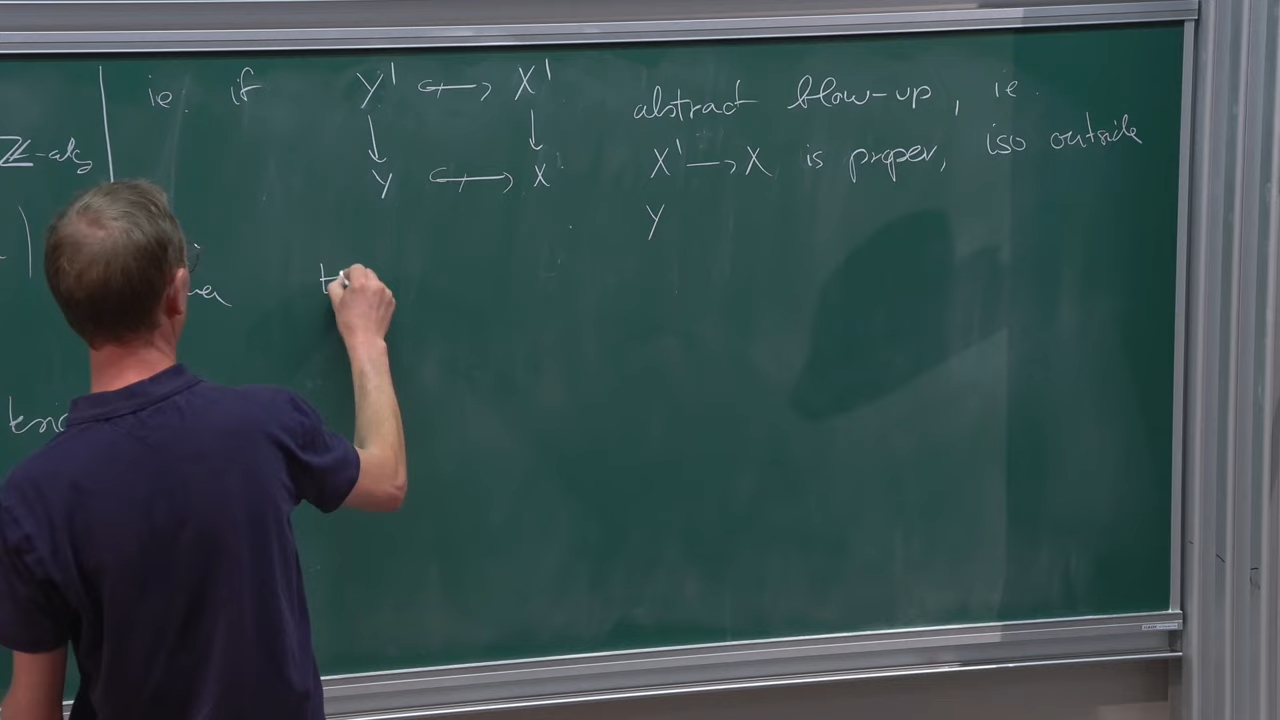 ℤ-alg
ie. if Y' ↪ X'
↓ ↓
Y ↪ X
abstract blow-up, ie.
X' → X is proper, iso outside
Y
t